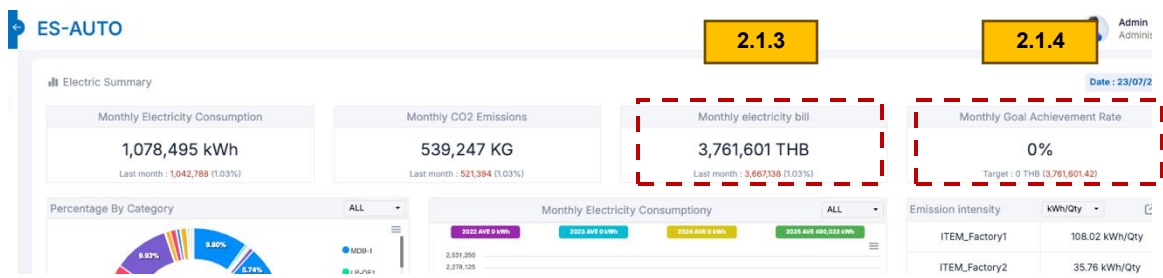 ES-AUTO
2.1.3
2.1.4
Admin
Electric Summary
Date : 23/07/2
Monthly Electricity Consumption
1,078,495 kWh
Last month : 1,042,788 (1.03%)
Monthly CO2 Emissions
539,247 KG
Last month : 521,394 (1.03%)
Monthly electricity bill
3,761,601 THB
Last month : 3,667,138 (1.03%)
Monthly Goal Achievement Rate
0%
Target : 0 THB (3,761,601.42)
Percentage By Category
ALL
9.93%
9.80%
5.74%
MDB-1
LP-OF1
Monthly Electricity Consumptiony
ALL
2022 AVE 0 kWh
2023 AVE 0 kWh
2024 AVE 0 kWh
2025 AVE 490,023 kWh
2,531,250
2,278,125
Emission intensity
kWh/Qty
ITEM_Factory1
108.02 kWh/Qty
ITEM_Factory2
35.76 kWh/Qty